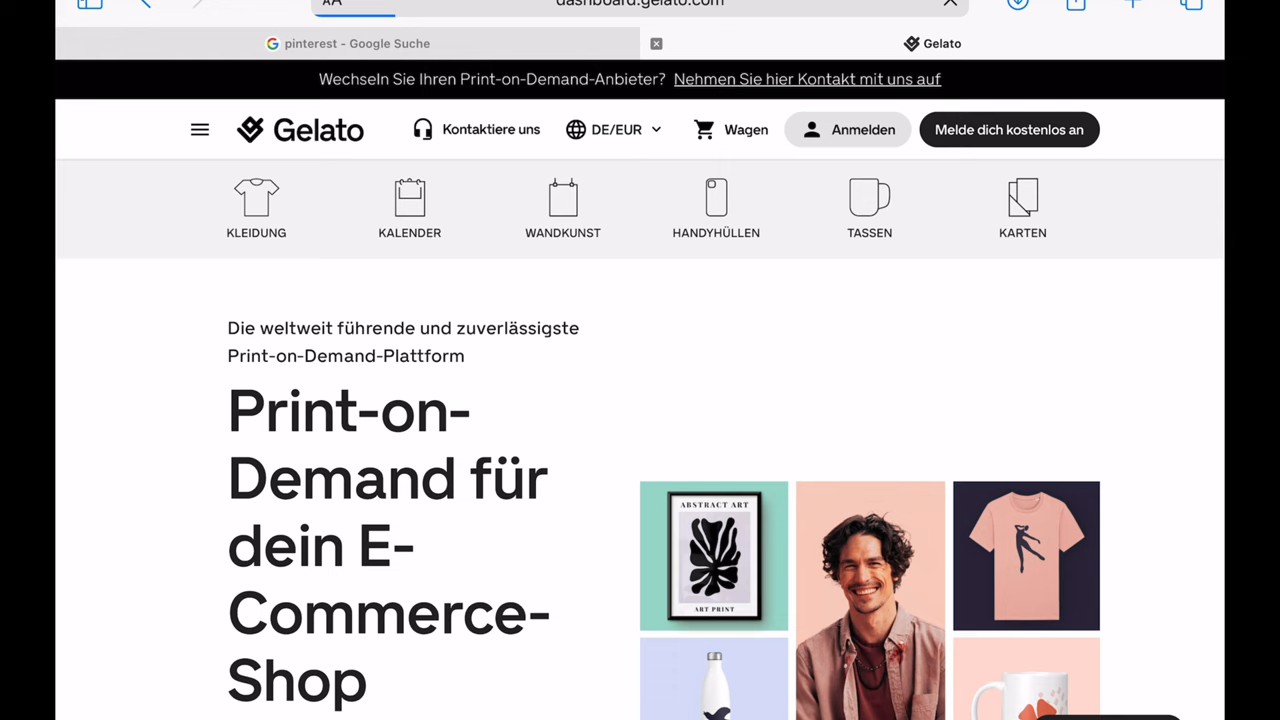 AA
dashboard.gelato.com
pinterest - Google Suche
Gelato
Wechseln Sie Ihren Print-on-Demand-Anbieter? Nehmen Sie hier Kontakt mit uns auf
Gelato
Kontaktiere uns
DE/EUR
Wagen
Anmelden
Melde dich kostenlos an
KLEIDUNG
KALENDER
WANDKUNST
HANDYHÜLLEN
TASSEN
KARTEN
Die weltweit führende und zuverlässigste
Print-on-Demand-Plattform
Print-on-
Demand für
dein E-
Commerce-
Shop
ABSTRACT ART
ART PRINT